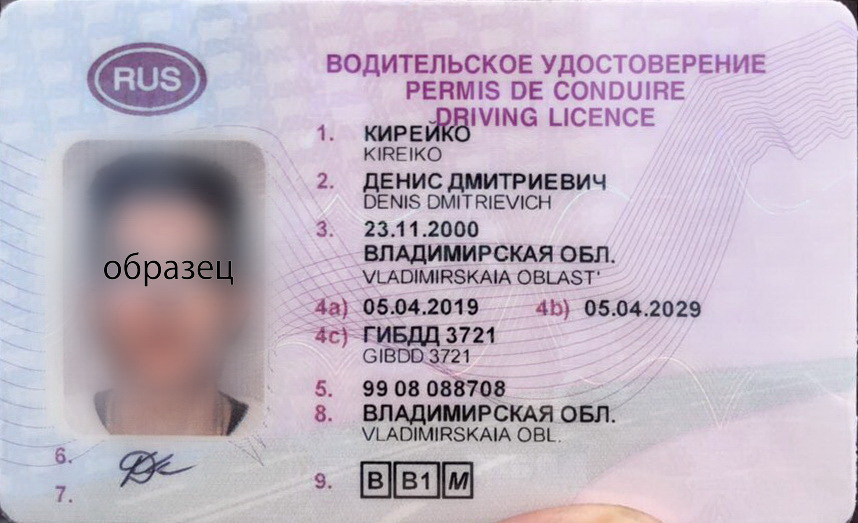 RUS
ВОДИТЕЛЬСКОЕ УДОСТОВЕРЕНИЕ
PERMIS DE CONDUIRE
DRIVING LICENCE
1. КИРЕЙКО
KIREIKO
2. ДЕНИС ДМИТРИЕВИЧ
DENIS DMITRIEVICH
3. 23.11.2000
ВЛАДИМИРСКАЯ ОБЛ.
VLADIMIRSKAIA OBLAST'
4a) 05.04.2019 4b) 05.04.2029
4c) ГИБДД 3721
GIBDD 3721
5. 99 08 088708
8. ВЛАДИМИРСКАЯ ОБЛ.
VLADIMIRSKAIA OBL.
образец
6.
7.
9. B B1 M